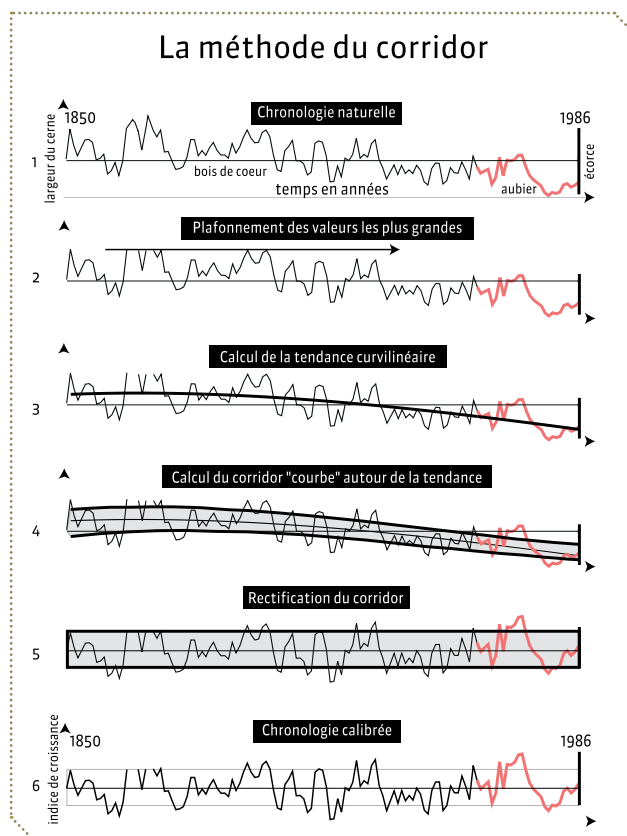 La méthode du corridor
Chronologie naturelle
1850
1986
largeur du cerne
1
bois de coeur
temps en années
aubier
écorce
Plafonnement des valeurs les plus grandes
2
Calcul de la tendance curvilinéaire
3
Calcul du corridor "courbe" autour de la tendance
4
Rectification du corridor
5
Chronologie calibrée
1850
1986
indice de croissance
6